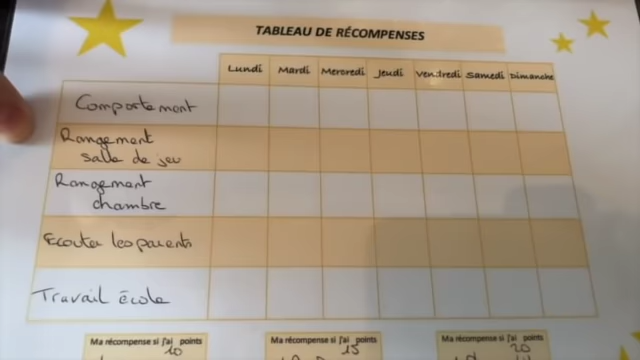 TABLEAU DE RÉCOMPENSES
Lundi Mardi Mercredi Jeudi Vendredi Samedi Dimanche
Comportement
Rangement
salle de jeu
Rangement
chambre
Ecouter les parents
Travail école
Ma récompense si j'ai points Ma récompense si j'ai points Ma récompense si j'ai points
10 15 20